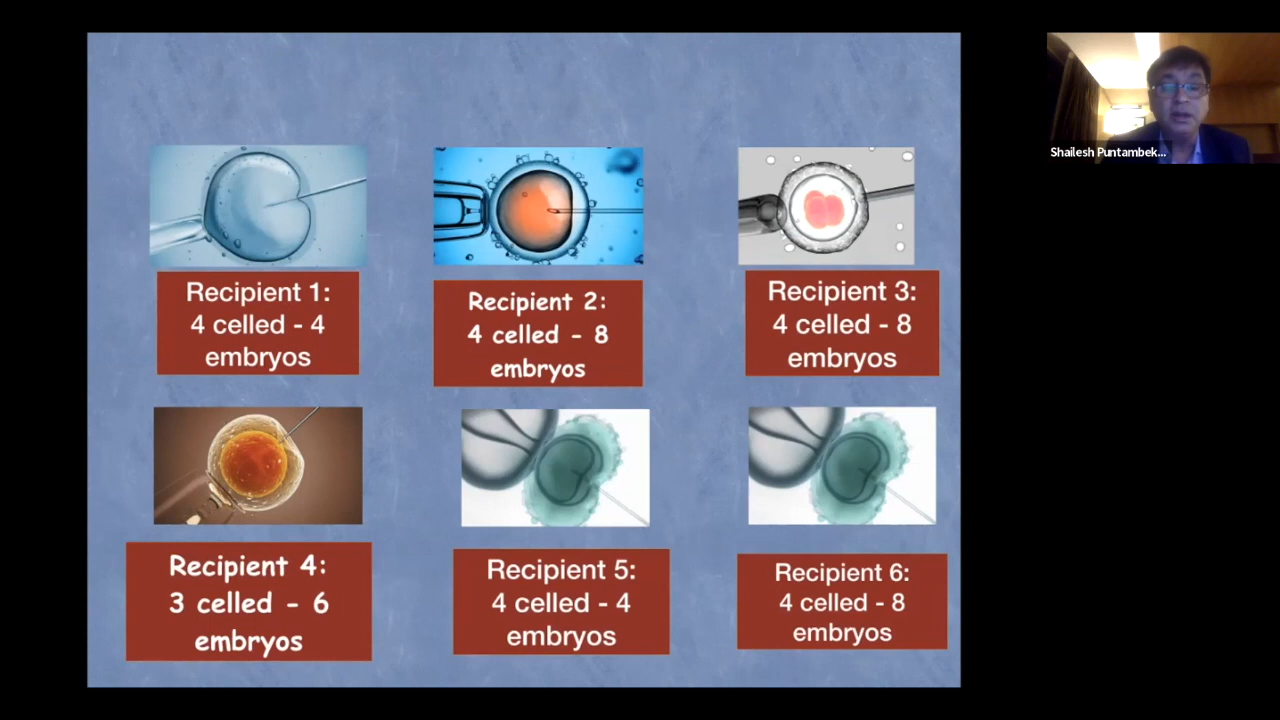 Shailesh Puntambek...
Recipient 1:
4 celled - 4
embryos
Recipient 2:
4 celled - 8
embryos
Recipient 3:
4 celled - 8
embryos
Recipient 4:
3 celled - 6
embryos
Recipient 5:
4 celled - 4
embryos
Recipient 6:
4 celled - 8
embryos